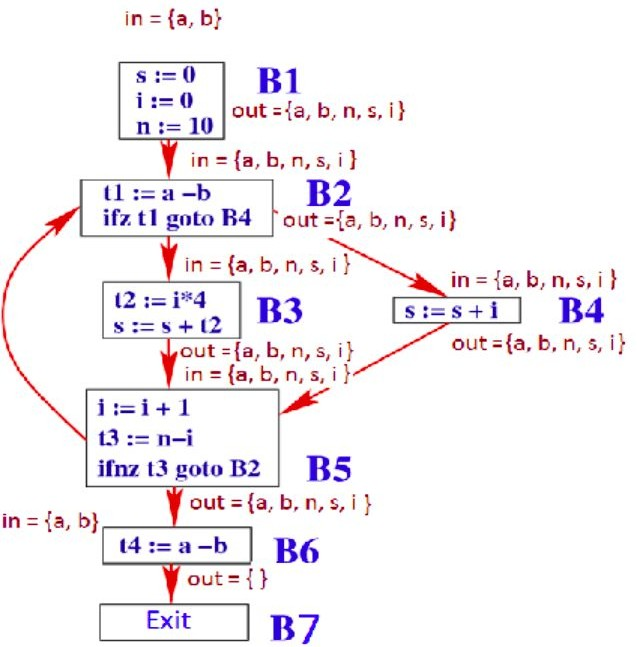 in = {a, b}
s := 0
i := 0
n := 10
B1
out ={a, b, n, s, i}
in = {a, b, n, s, i }
t1 := a –b
ifz t1 goto B4
B2
out ={a, b, n, s, i}
in = {a, b, n, s, i }
t2 := i*4
s := s + t2
B3
in = {a, b, n, s, i }
s := s + i
B4
out ={a, b, n, s, i}
out ={a, b, n, s, i}
in = {a, b, n, s, i }
i := i + 1
t3 := n–i
ifnz t3 goto B2
B5
out = {a, b, n, s, i }
in = {a, b}
t4 := a –b
B6
out = { }
Exit
B7